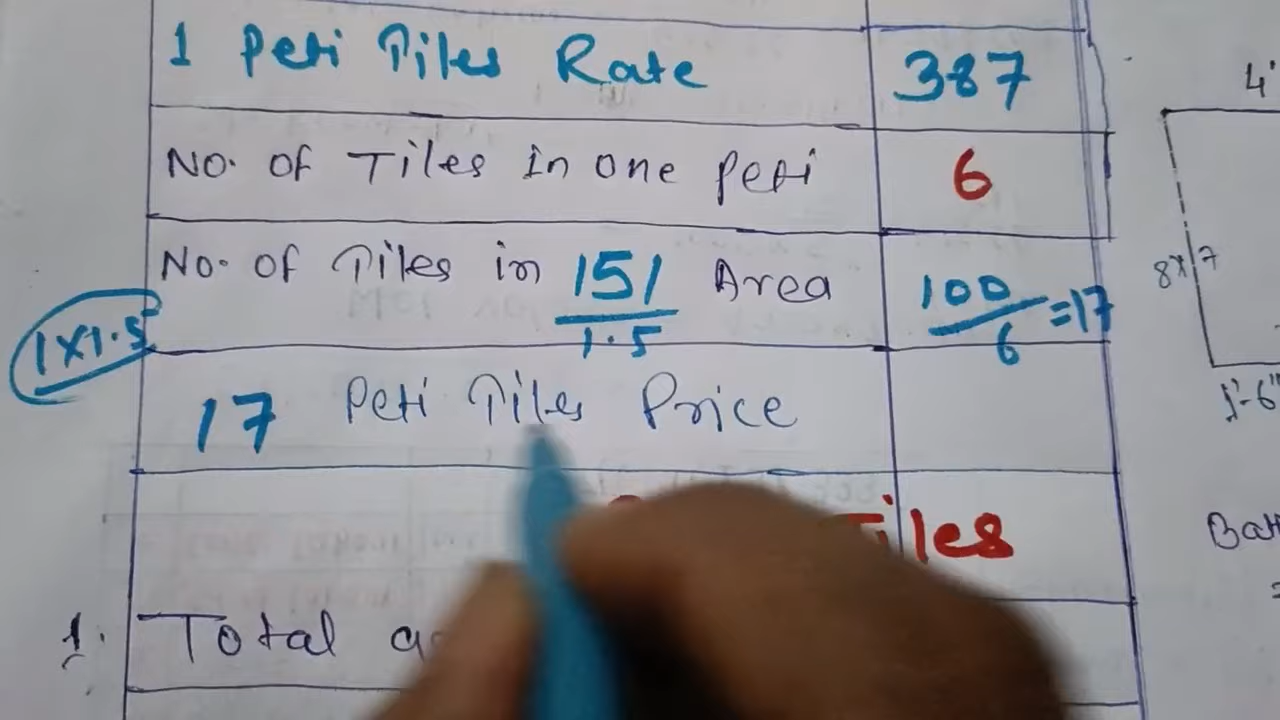 1 Peti Tiles Rate 387
No. of Tiles in one Peti 6
No. of Tiles in 151/1.5 Area 100/6 =17
1x1.5
17 Peti Tiles Price
Tiles
1. Total
4'
8x7
1'-6"